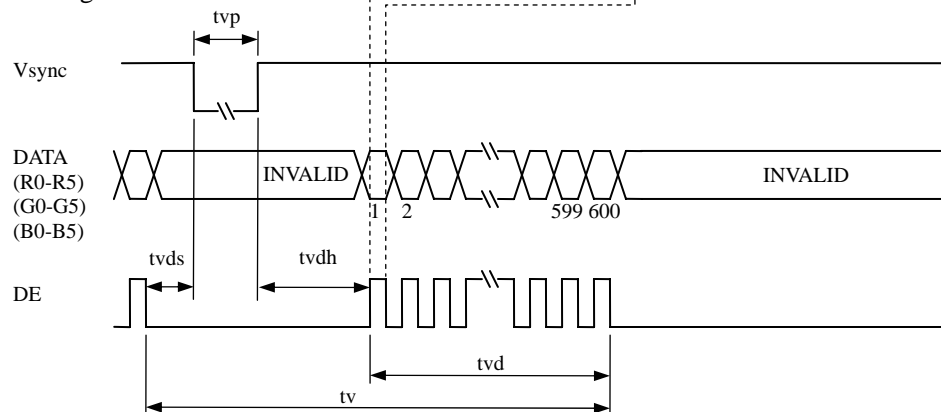 tvp
Vsync
DATA
(R0-R5)
(G0-G5)
(B0-B5)
INVALID
INVALID
1 2 599 600
tvds
tvdh
DE
tvd
tv